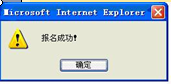 Microsoft Internet Explorer
报名成功!
确定